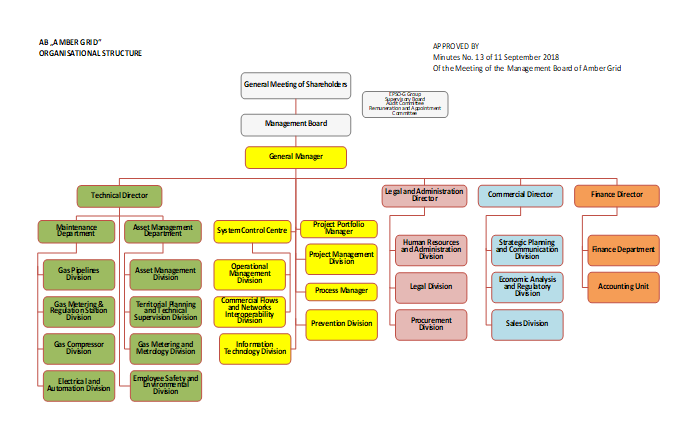 AB „AMBER GRID”
ORGANISATIONAL STRUCTURE
APPROVED BY
Minutes No. 13 of 11 September 2018
Of the Meeting of the Management Board of Amber Grid
General Meeting of Shareholders
EPSO-G Group
Supervisory Board
Audit Committee
Remuneration and Appointment
Committee
Management Board
General Manager
Technical Director
Legal and Administration
Director
Commercial Director
Finance Director
Maintenance
Department
Asset Management
Department
System Control Centre
Project Portfolio
Manager
Human Resources
and Administration
Division
Strategic Planning
and Communication
Division
Finance Department
Gas Pipelines
Division
Asset Management
Division
Operational
Management
Division
Project Management
Division
Legal Division
Economic Analysis
and Regulatory
Division
Accounting Unit
Gas Metering &
Regulation Station
Division
Territorial Planning
and Technical
Supervision Division
Commercial Flows
and Networks
Interoperability
Division
Process Manager
Procurement
Division
Sales Division
Gas Compressor
Division
Gas Metering and
Metrology Division
Information
Technology Division
Prevention Division
Electrical and
Automation Division
Employee Safety and
Environmental
Division